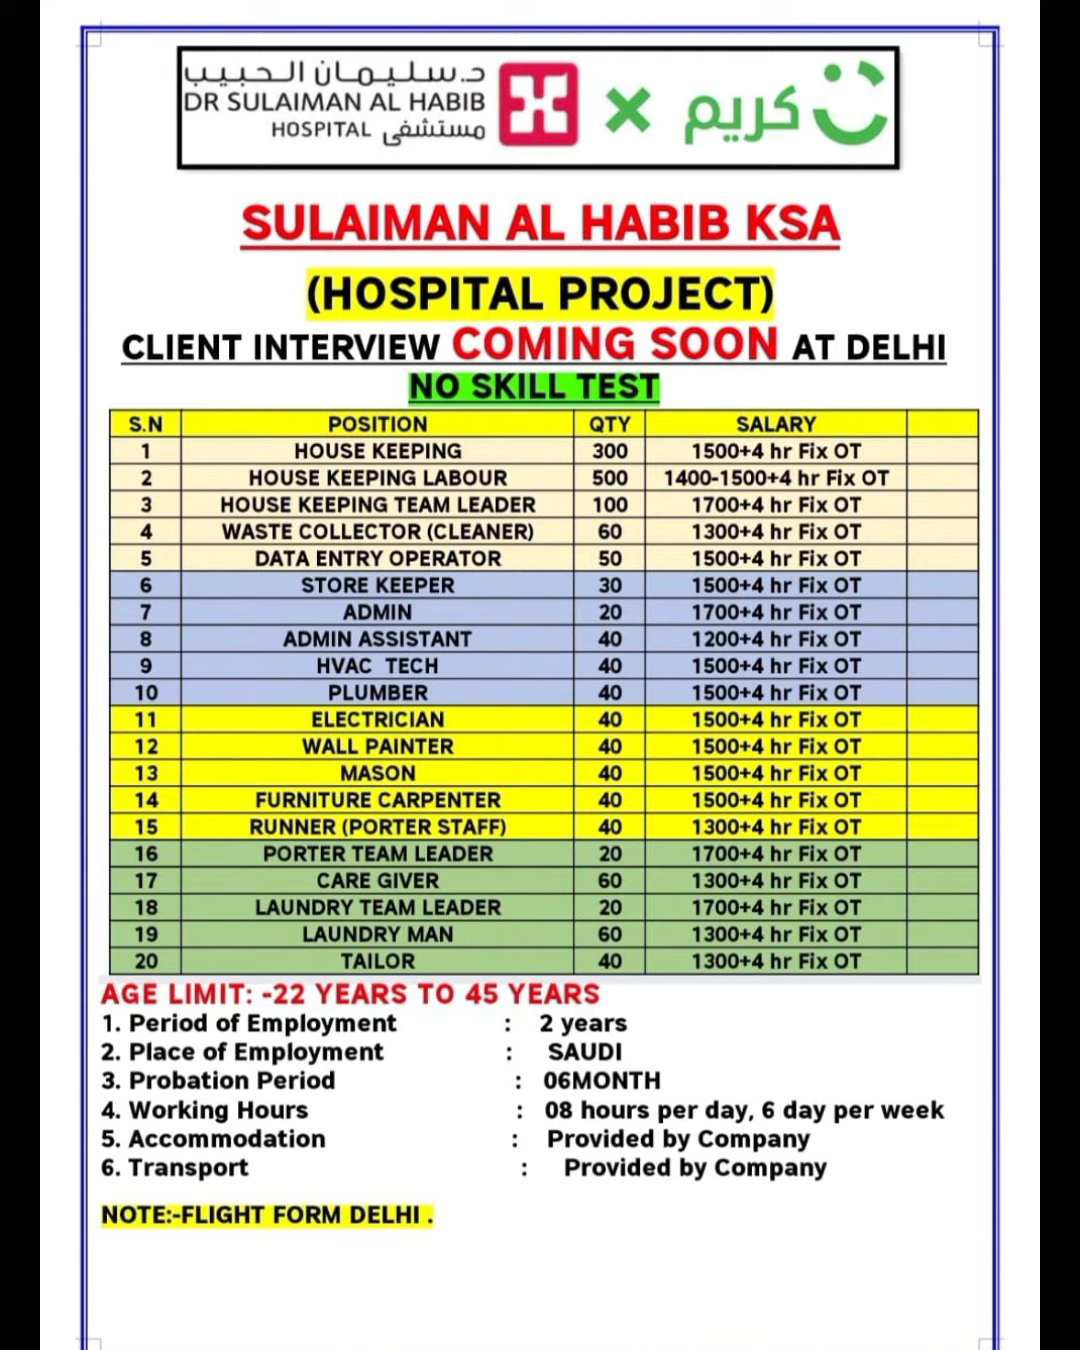 د.سليمان الحبيب
DR SULAIMAN AL HABIB
HOSPITAL مستشفى
× كريم
SULAIMAN AL HABIB KSA
(HOSPITAL PROJECT)
CLIENT INTERVIEW COMING SOON AT DELHI
NO SKILL TEST
S.N POSITION QTY SALARY
1 HOUSE KEEPING 300 1500+4 hr Fix OT
2 HOUSE KEEPING LABOUR 500 1400-1500+4 hr Fix OT
3 HOUSE KEEPING TEAM LEADER 100 1700+4 hr Fix OT
4 WASTE COLLECTOR (CLEANER) 60 1300+4 hr Fix OT
5 DATA ENTRY OPERATOR 50 1500+4 hr Fix OT
6 STORE KEEPER 30 1500+4 hr Fix OT
7 ADMIN 20 1700+4 hr Fix OT
8 ADMIN ASSISTANT 40 1200+4 hr Fix OT
9 HVAC TECH 40 1500+4 hr Fix OT
10 PLUMBER 40 1500+4 hr Fix OT
11 ELECTRICIAN 40 1500+4 hr Fix OT
12 WALL PAINTER 40 1500+4 hr Fix OT
13 MASON 40 1500+4 hr Fix OT
14 FURNITURE CARPENTER 40 1500+4 hr Fix OT
15 RUNNER (PORTER STAFF) 40 1300+4 hr Fix OT
16 PORTER TEAM LEADER 20 1700+4 hr Fix OT
17 CARE GIVER 60 1300+4 hr Fix OT
18 LAUNDRY TEAM LEADER 20 1700+4 hr Fix OT
19 LAUNDRY MAN 60 1300+4 hr Fix OT
20 TAILOR 40 1300+4 hr Fix OT
AGE LIMIT: -22 YEARS TO 45 YEARS
1. Period of Employment : 2 years
2. Place of Employment : SAUDI
3. Probation Period : 06MONTH
4. Working Hours : 08 hours per day, 6 day per week
5. Accommodation : Provided by Company
6. Transport : Provided by Company
NOTE:-FLIGHT FORM DELHI .